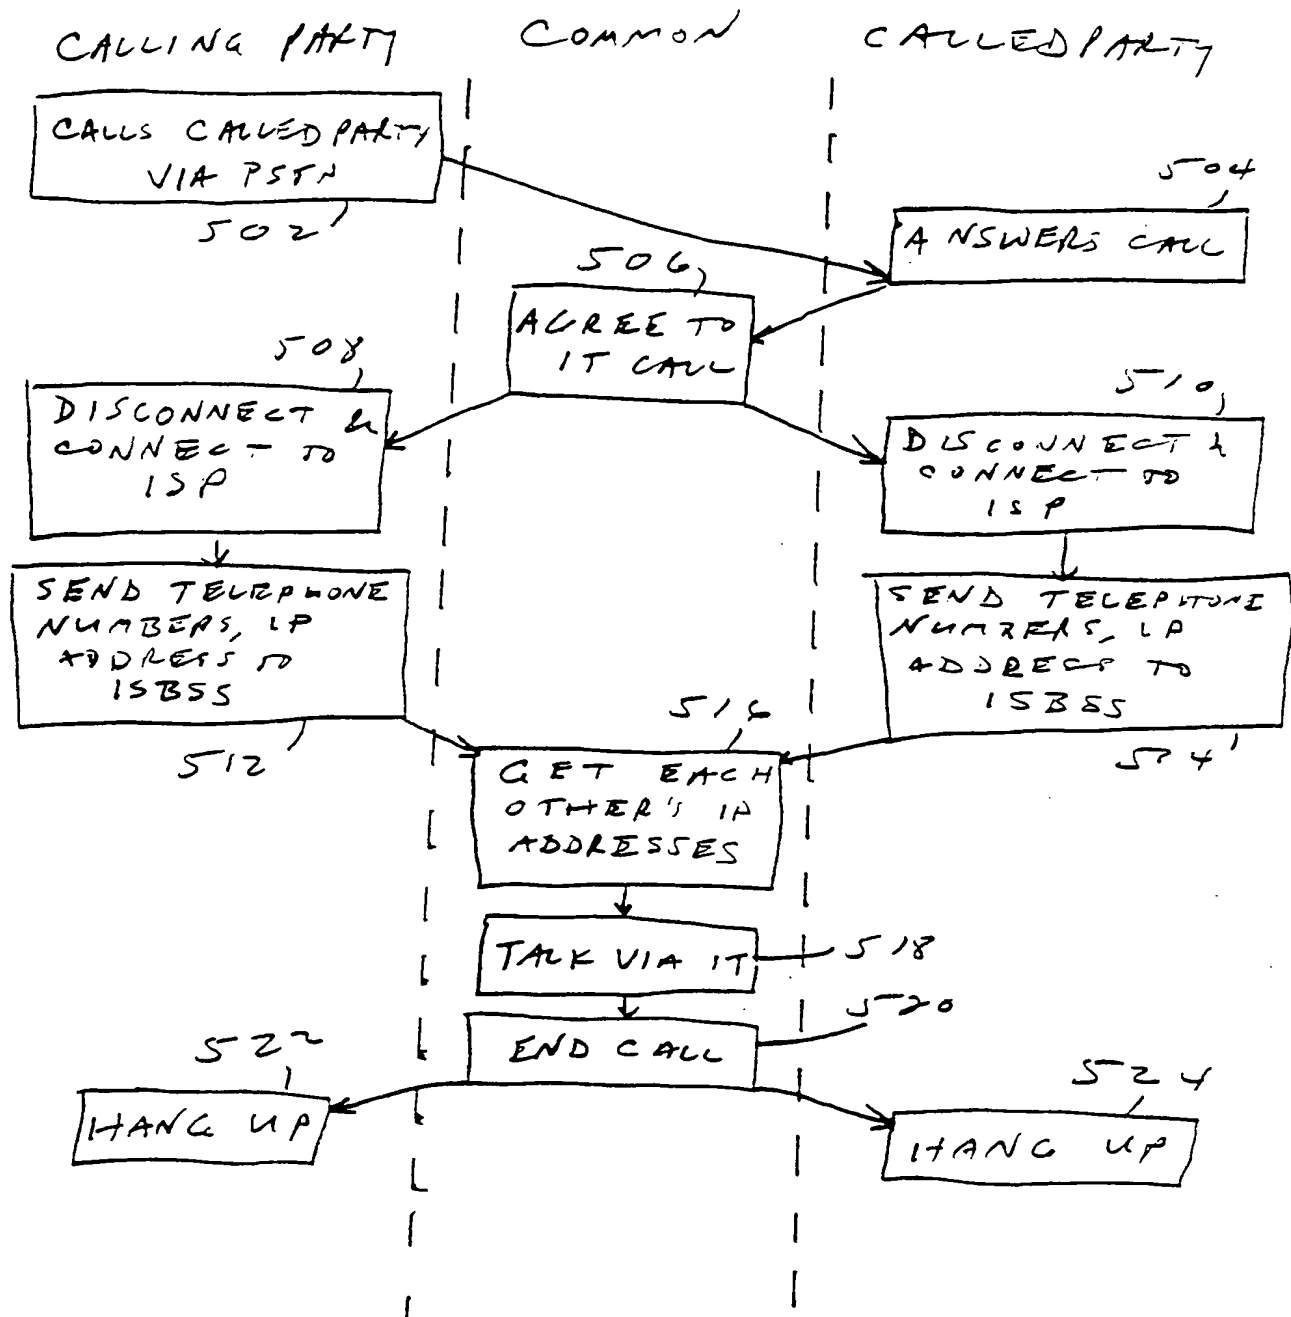 CALLING PARTY
COMMON
CALLED PARTY
CALLS CALLED PARTY
VIA PSTN
502
504
ANSWERS CALL
506
AGREE TO
IT CALL
508
DISCONNECT &
CONNECT TO
ISP
510
DISCONNECT &
CONNECT TO
ISP
SEND TELEPHONE
NUMBERS, IP
ADDRESS TO
ISBSS
512
SEND TELEPHONE
NUMBERS, IP
ADDRESS TO
ISBSS
514
516
GET EACH
OTHER'S IP
ADDRESSES
TALK VIA IT
518
END CALL
520
522
HANG UP
524
HANG UP